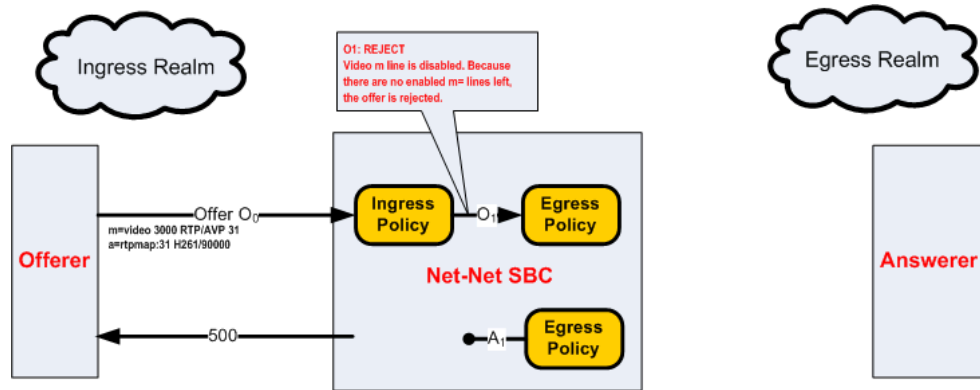 Ingress Realm
O1: REJECT
Video m line is disabled. Because
there are no enabled m= lines left,
the offer is rejected.
Egress Realm
Offerer
Offer O0
m=video 3000 RTP/AVP 31
a=rtpmap:31 H261/90000
Ingress
Policy
O1
Egress
Policy
Net-Net SBC
Answerer
500
A1
Egress
Policy